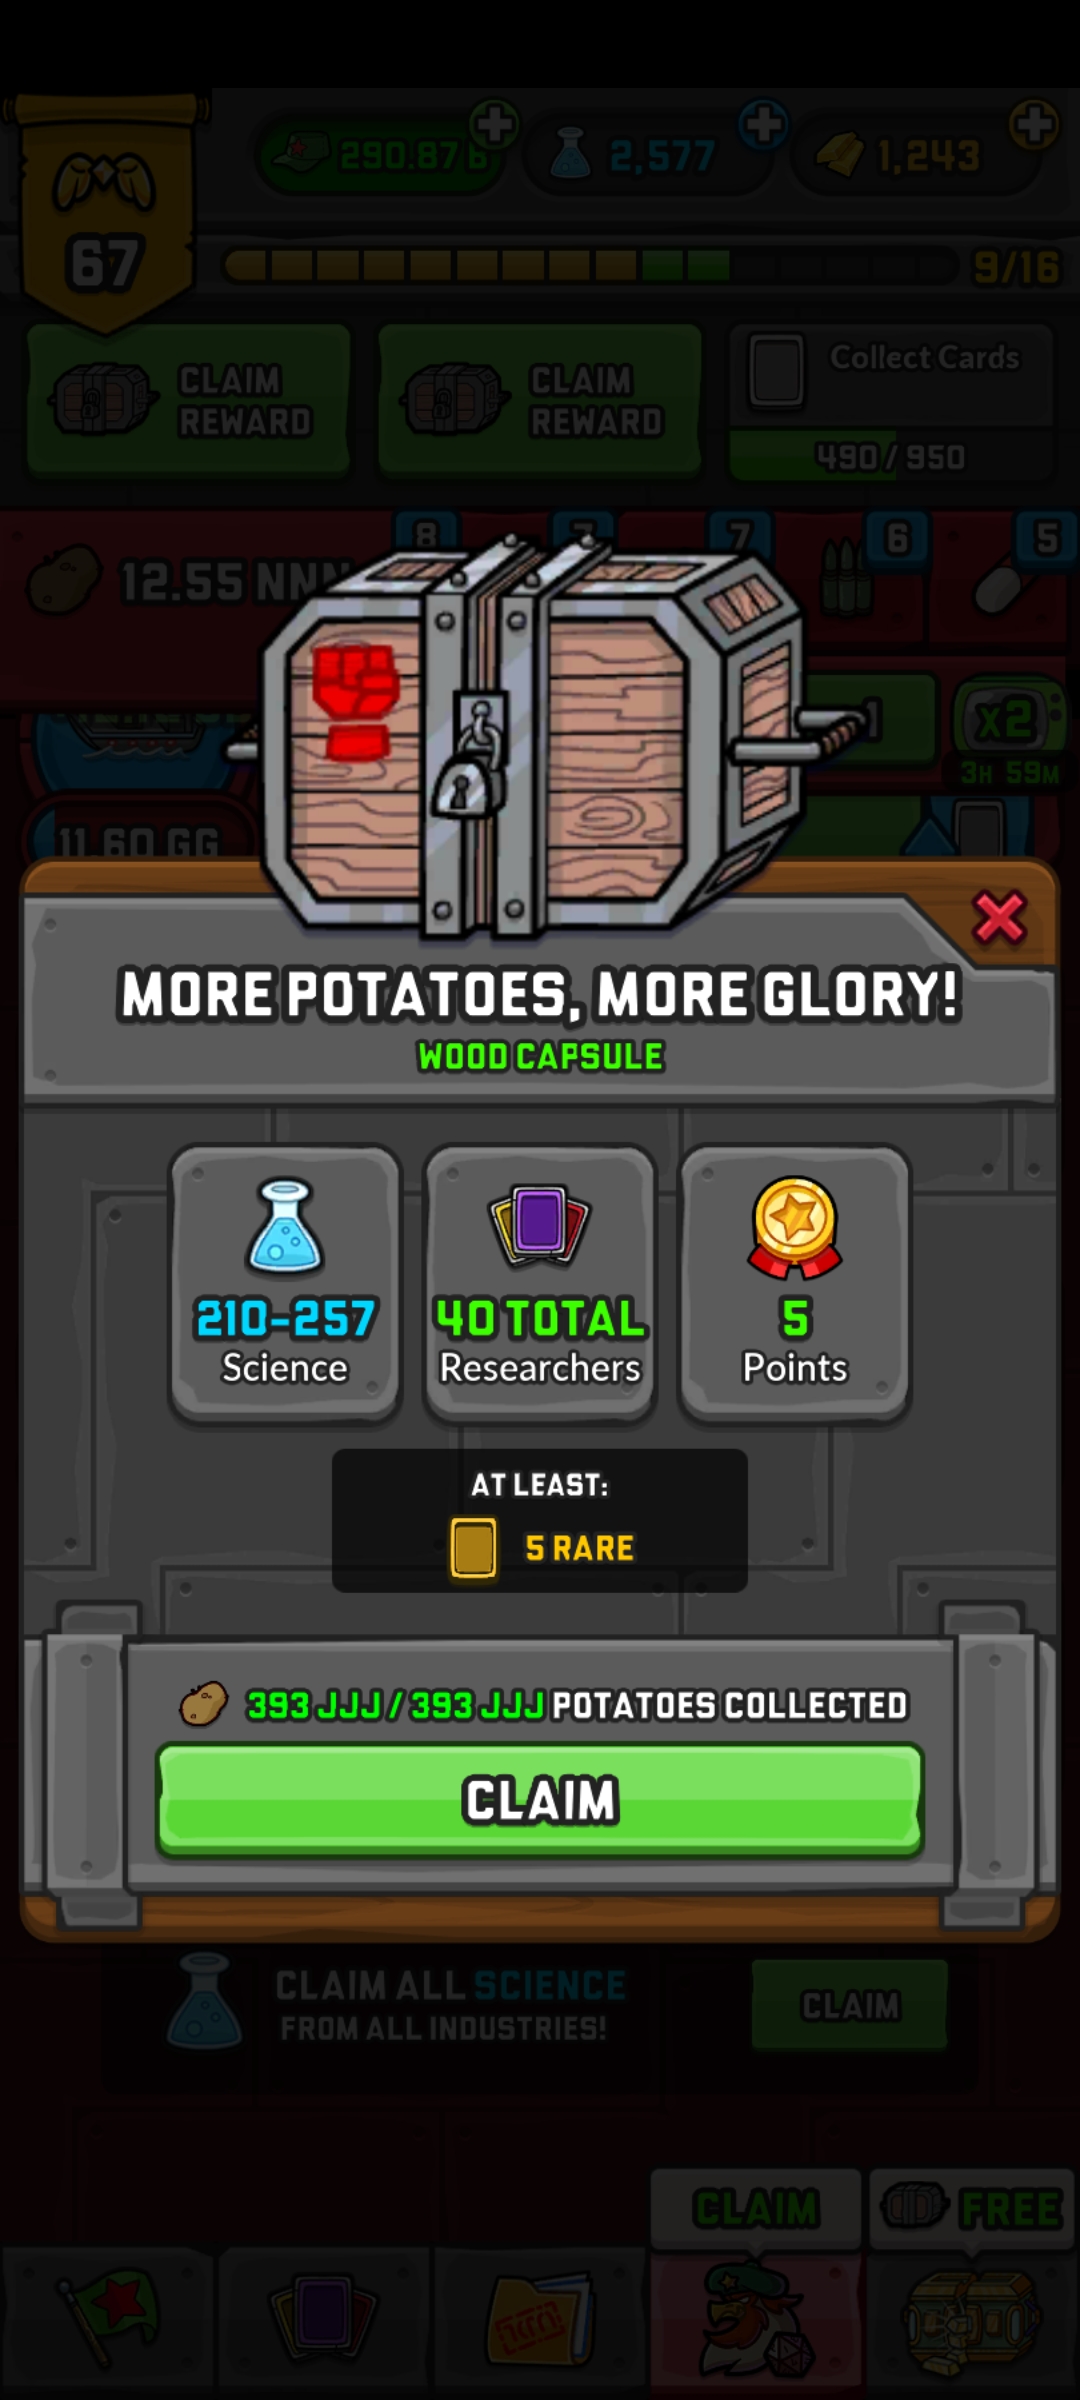 290.87 B
2,577
1,243
67
9/16
CLAIM
REWARD
CLAIM
REWARD
Collect Cards
490 / 950
8
7
7
6
5
12.55 NNN
1
X2
3H 59M
11.60 GG
MORE POTATOES, MORE GLORY!
WOOD CAPSULE
210-257
Science
40 TOTAL
Researchers
5
Points
AT LEAST:
5 RARE
393 JJJ / 393 JJJ POTATOES COLLECTED
CLAIM
CLAIM ALL SCIENCE
FROM ALL INDUSTRIES!
CLAIM
CLAIM
FREE